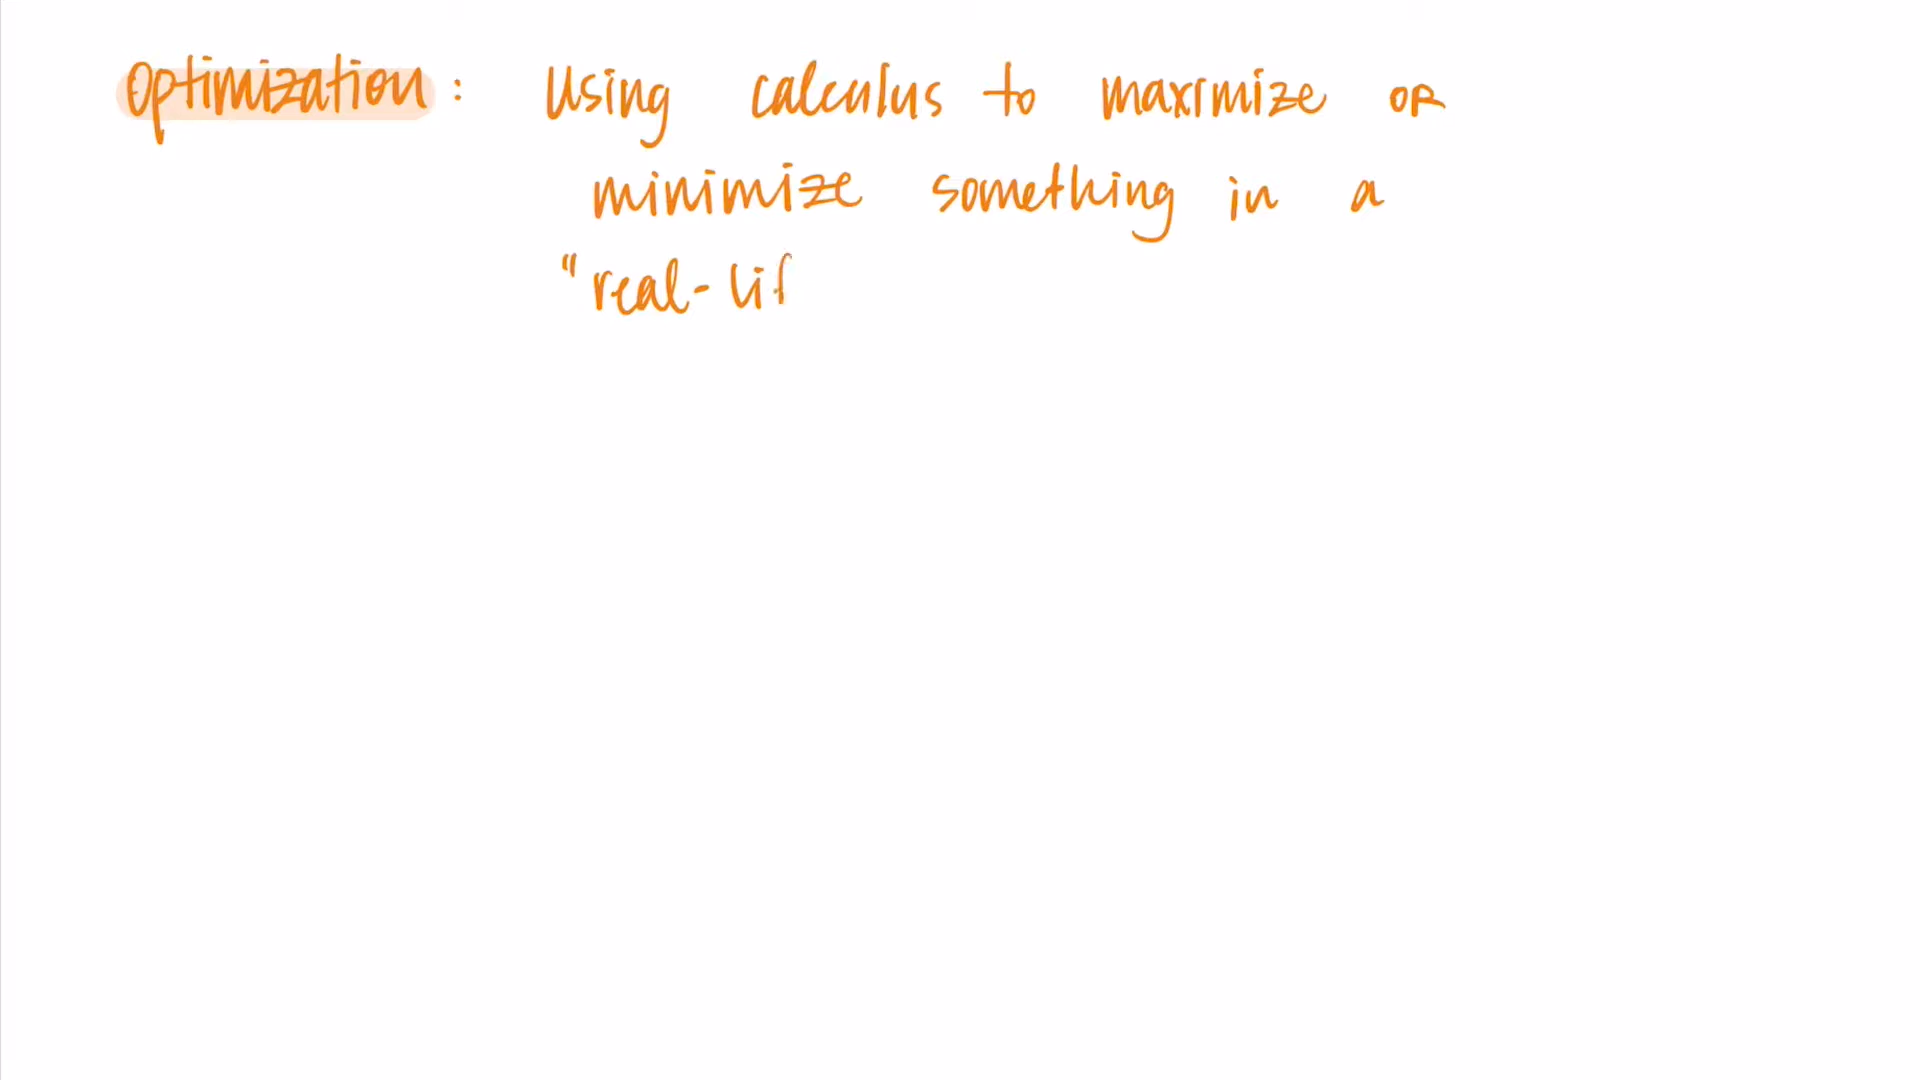 Optimization: Using calculus to maximize OR
minimize something in a
"real-lif